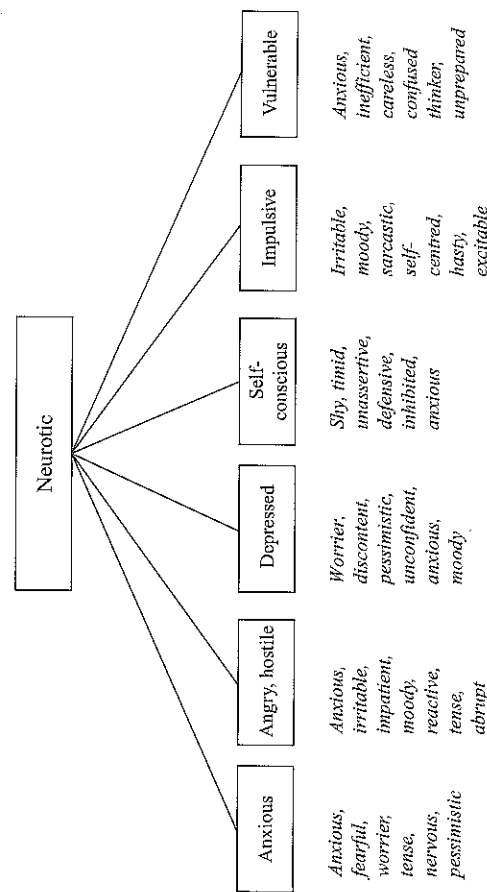 Neurotic
Anxious
Angry, hostile
Depressed
Self-
conscious
Impulsive
Vulnerable
Anxious,
fearful,
worrier,
tense,
nervous,
pessimistic
Anxious,
irritable,
impatient,
moody,
reactive,
tense,
abrupt
Worrier,
discontent,
pessimistic,
unconfident,
anxious,
moody
Shy, timid,
unassertive,
defensive,
inhibited,
anxious
Irritable,
moody,
sarcastic,
self-
centred,
hasty,
excitable
Anxious,
inefficient,
careless,
confused
thinker,
unprepared